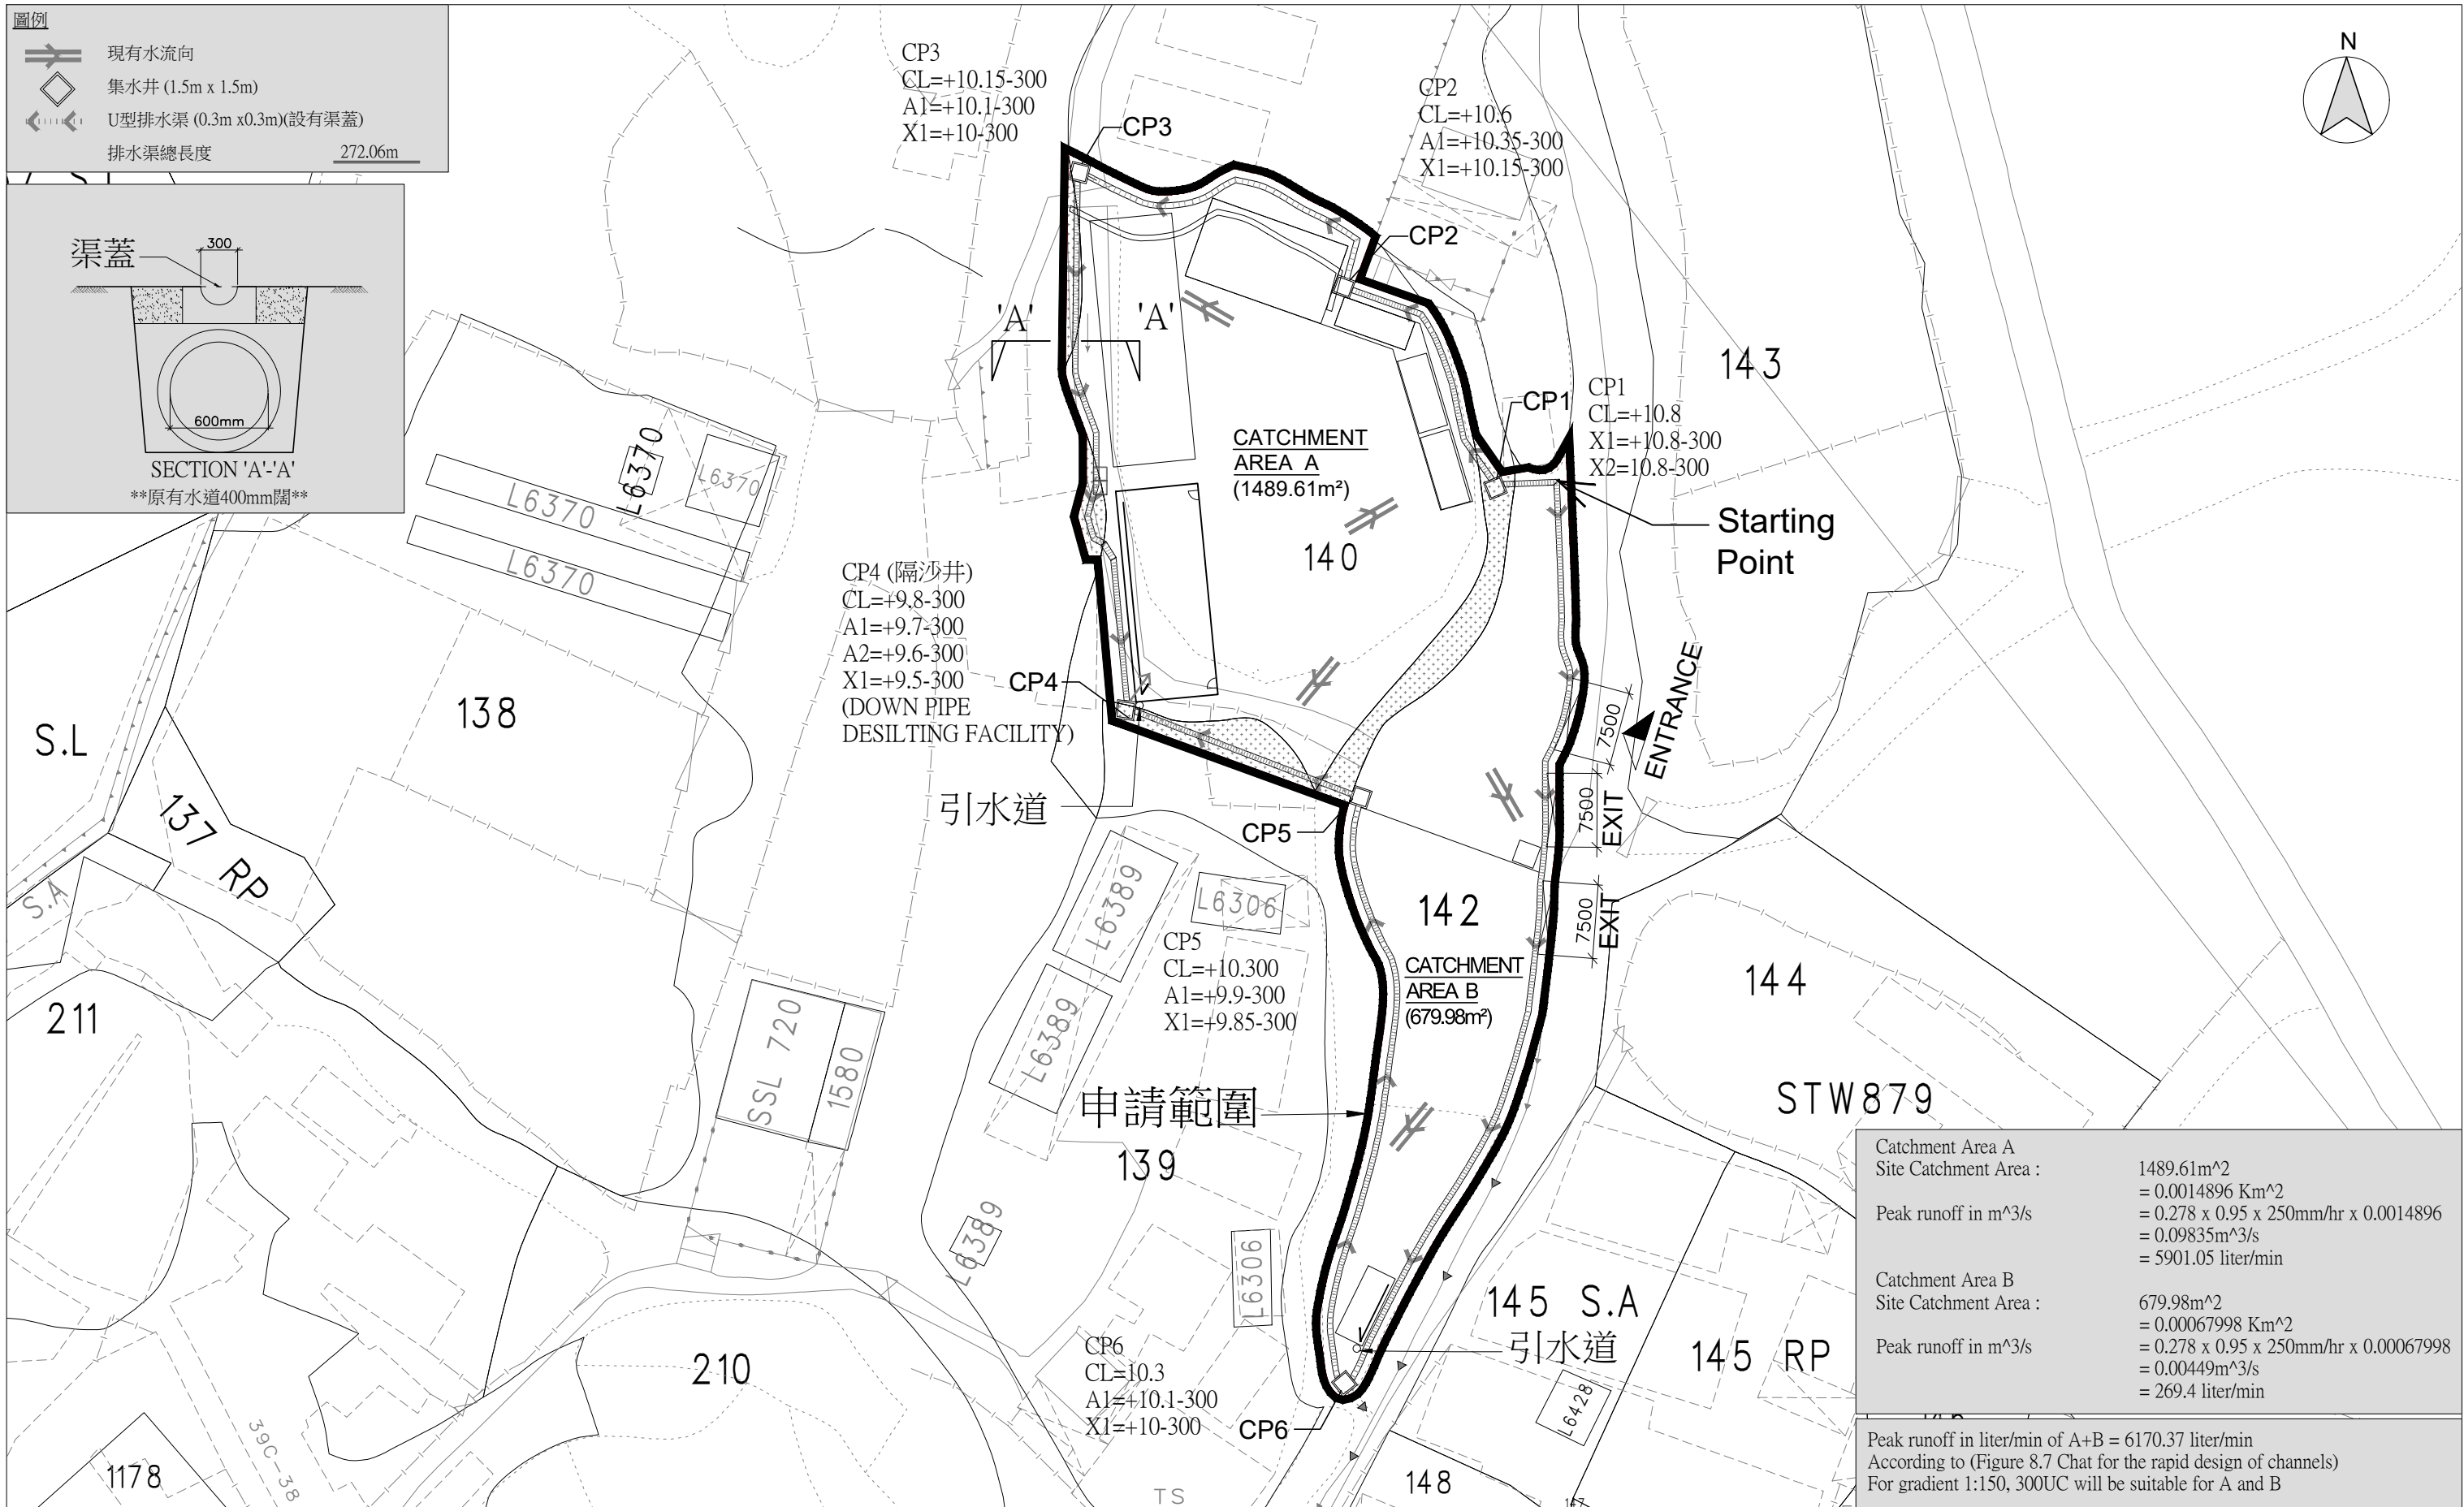 圖例
現有水流向
集水井 (1.5m x 1.5m)
U型排水渠 (0.3m x0.3m)(設有渠蓋)
排水渠總長度 272.06m
渠蓋
300
600mm
SECTION 'A'-'A'
**原有水道400mm闊**
N
CP3
CL=+10.15-300
A1=+10.1-300
X1=+10-300
CP3
CP2
CL=+10.6
A1=+10.35-300
X1=+10.15-300
CP2
'A' 'A'
143
CP1
CP1
CL=+10.8
X1=+10.8-300
X2=10.8-300
CATCHMENT
AREA A
(1489.61m²)
140
Starting
Point
L6370
L6370
L6370
L6370
CP4 (隔沙井)
CL=+9.8-300
A1=+9.7-300
A2=+9.6-300
X1=+9.5-300
(DOWN PIPE
DESILTING FACILITY)
CP4
引水道
138
S.L
137 RP
S.A
211
7500
ENTRANCE
7500
EXIT
7500
EXIT
CP5
L6389
L6306
L6389
CP5
CL=+10.300
A1=+9.9-300
X1=+9.85-300
142
CATCHMENT
AREA B
(679.98m²)
144
SSL 720
1580
申請範圍
139
STW879
L6389
L6306
CP6
CL=10.3
A1=+10.1-300
X1=+10-300
CP6
145 S.A
引水道
145 RP
L6428
210
39C-38
1178
TS
148
Catchment Area A
Site Catchment Area : 1489.61m^2
= 0.0014896 Km^2
Peak runoff in m^3/s = 0.278 x 0.95 x 250mm/hr x 0.0014896
= 0.09835m^3/s
= 5901.05 liter/min
Catchment Area B
Site Catchment Area : 679.98m^2
= 0.00067998 Km^2
Peak runoff in m^3/s = 0.278 x 0.95 x 250mm/hr x 0.00067998
= 0.00449m^3/s
= 269.4 liter/min
Peak runoff in liter/min of A+B = 6170.37 liter/min
According to (Figure 8.7 Chat for the rapid design of channels)
For gradient 1:150, 300UC will be suitable for A and B